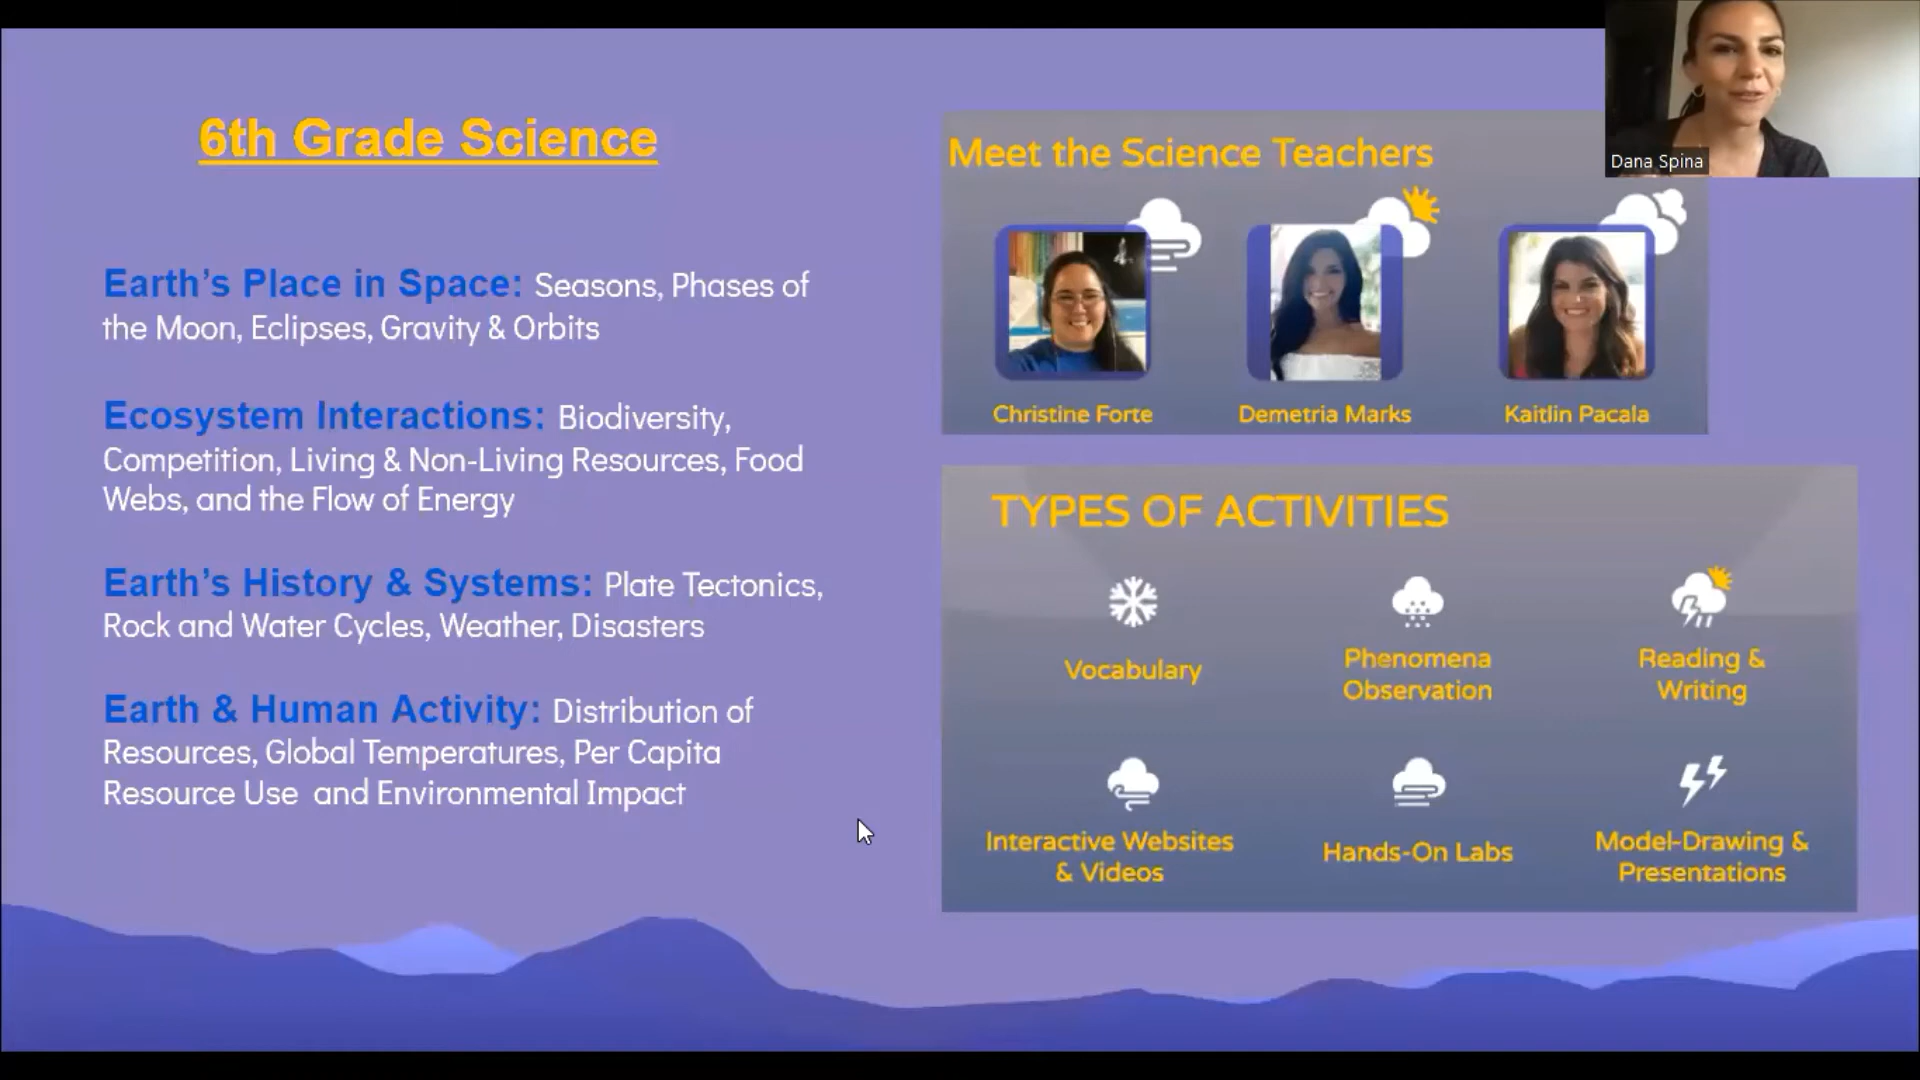 6th Grade Science
Earth’s Place in Space: Seasons, Phases of
the Moon, Eclipses, Gravity & Orbits
Ecosystem Interactions: Biodiversity,
Competition, Living & Non-Living Resources, Food
Webs, and the Flow of Energy
Earth’s History & Systems: Plate Tectonics,
Rock and Water Cycles, Weather, Disasters
Earth & Human Activity: Distribution of
Resources, Global Temperatures, Per Capita
Resource Use and Environmental Impact
Meet the Science Teachers
Christine Forte
Demetria Marks
Kaitlin Pacala
TYPES OF ACTIVITIES
Vocabulary
Phenomena
Observation
Reading &
Writing
Interactive Websites
& Videos
Hands-On Labs
Model-Drawing &
Presentations
Dana Spina